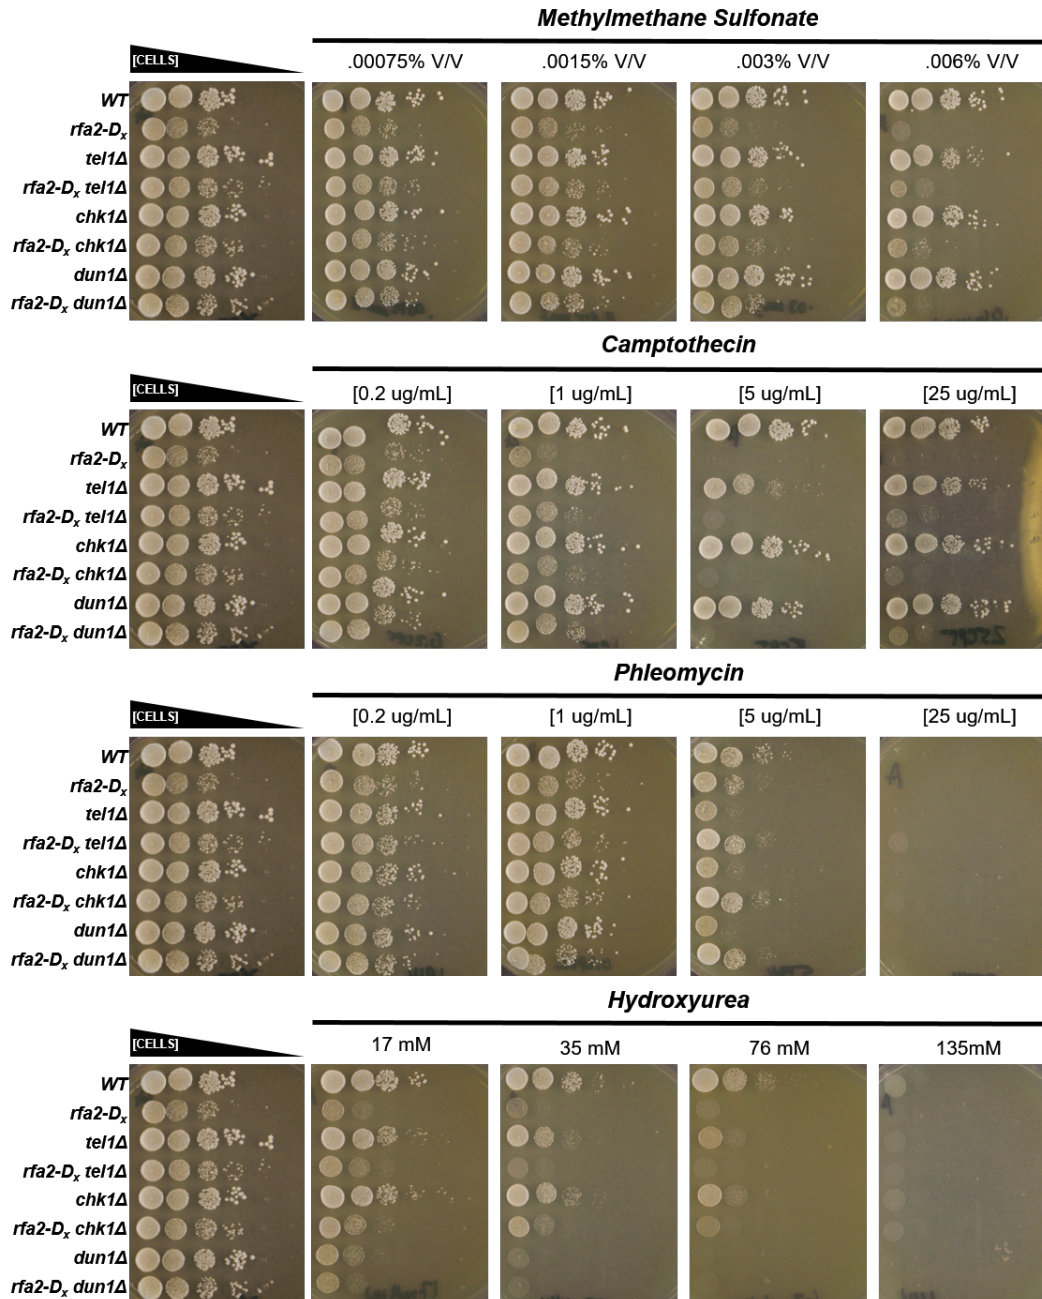 Methylmethane Sulfonate
[CELLS] .00075% V/V .0015% V/V .003% V/V .006% V/V
WT
rfa2-Dx
tel1Δ
rfa2-Dx tel1Δ
chk1Δ
rfa2-Dx chk1Δ
dun1Δ
rfa2-Dx dun1Δ
Camptothecin
[CELLS] [0.2 ug/mL] [1 ug/mL] [5 ug/mL] [25 ug/mL]
WT
rfa2-Dx
tel1Δ
rfa2-Dx tel1Δ
chk1Δ
rfa2-Dx chk1Δ
dun1Δ
rfa2-Dx dun1Δ
Phleomycin
[CELLS] [0.2 ug/mL] [1 ug/mL] [5 ug/mL] [25 ug/mL]
WT
rfa2-Dx
tel1Δ
rfa2-Dx tel1Δ
chk1Δ
rfa2-Dx chk1Δ
dun1Δ
rfa2-Dx dun1Δ
Hydroxyurea
[CELLS] 17 mM 35 mM 76 mM 135mM
WT
rfa2-Dx
tel1Δ
rfa2-Dx tel1Δ
chk1Δ
rfa2-Dx chk1Δ
dun1Δ
rfa2-Dx dun1Δ